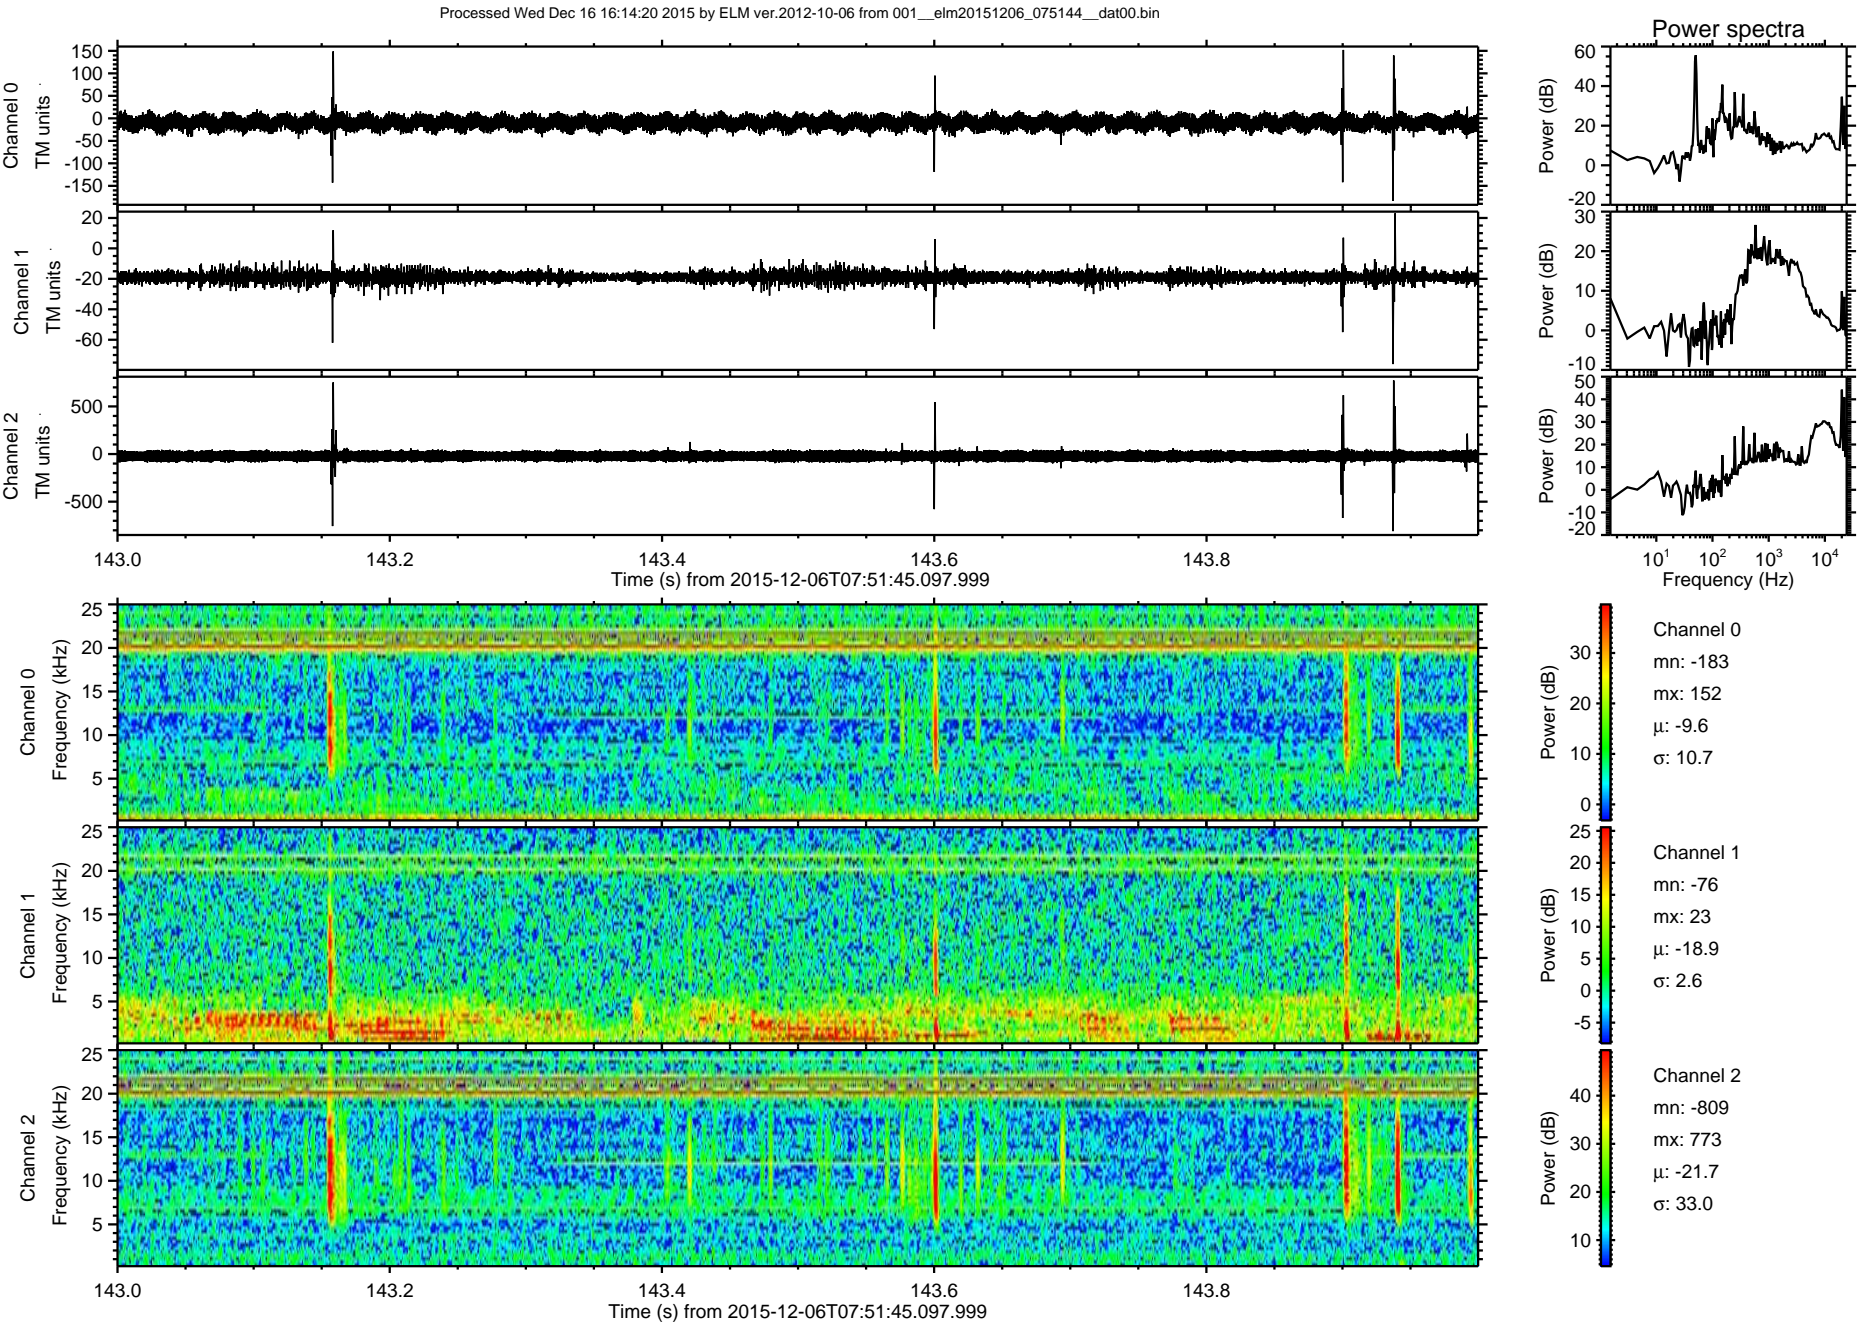 Processed Wed Dec 16 16:14:20 2015 by ELM ver.2012-10-06 from 001__elm20151206_075144__dat00.bin
Power spectra
Channel 0
TM units
150
100
50
0
-50
-100
-150
Power (dB)
60
40
20
0
-20
Channel 1
TM units
20
0
-20
-40
-60
Power (dB)
30
20
10
0
-10
Channel 2
TM units
500
0
-500
Power (dB)
50
40
30
20
10
0
-10
-20
143.0 143.2 143.4 143.6 143.8
Time (s) from 2015-12-06T07:51:45.097.999
10^1 10^2 10^3 10^4
Frequency (Hz)
Channel 0
Frequency (kHz)
25
20
15
10
5
Power (dB)
30
20
10
0
Channel 0
mn: -183
mx: 152
μ: -9.6
σ: 10.7
Channel 1
Frequency (kHz)
25
20
15
10
5
Power (dB)
25
20
15
10
5
0
-5
Channel 1
mn: -76
mx: 23
μ: -18.9
σ: 2.6
Channel 2
Frequency (kHz)
25
20
15
10
5
Power (dB)
40
30
20
10
Channel 2
mn: -809
mx: 773
μ: -21.7
σ: 33.0
143.0 143.2 143.4 143.6 143.8
Time (s) from 2015-12-06T07:51:45.097.999